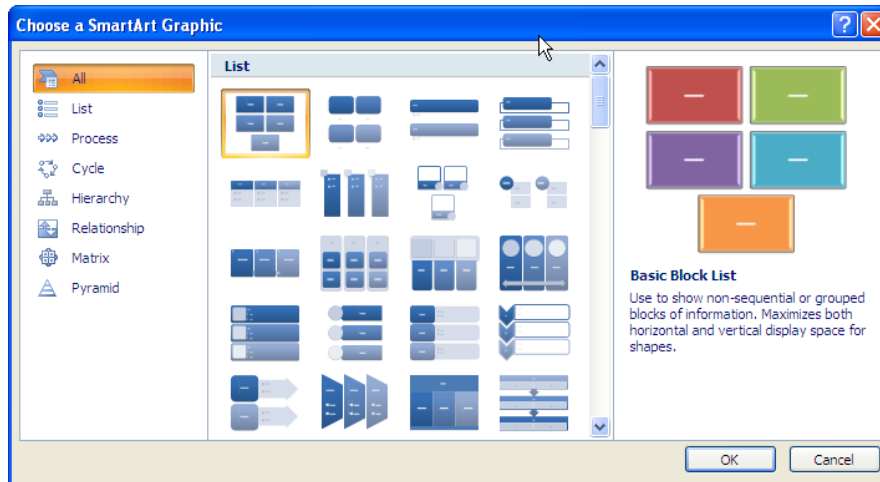 Choose a SmartArt Graphic
All
List
Process
Cycle
Hierarchy
Relationship
Matrix
Pyramid
List
Basic Block List
Use to show non-sequential or grouped
blocks of information. Maximizes both
horizontal and vertical display space for
shapes.
OK
Cancel